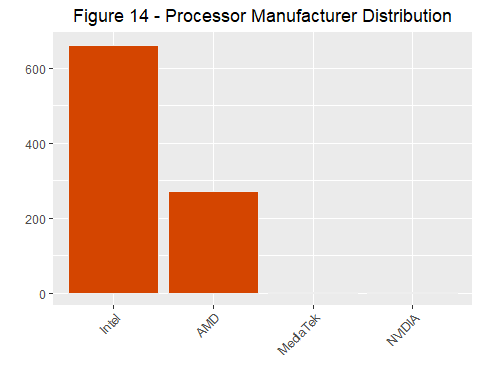 Figure 14 - Processor Manufacturer Distribution
600
400
200
0
Intel
AMD
MediaTek
NVIDIA